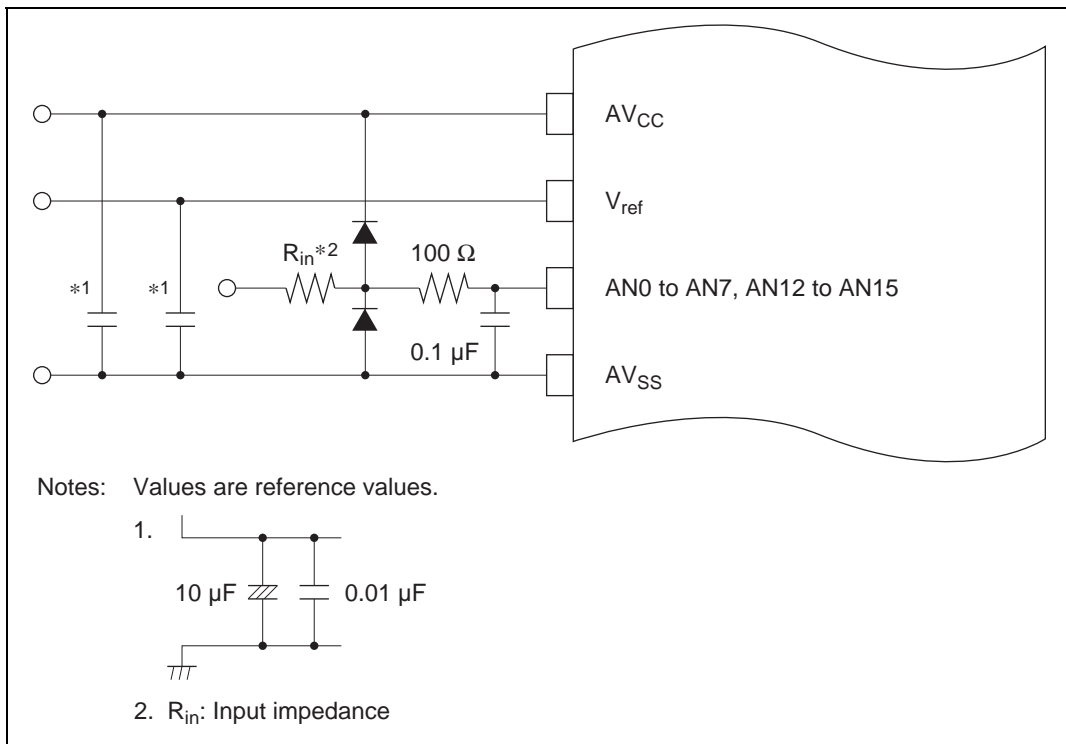 AVCC
Vref
Rin*2
100 Ω
*1
*1
AN0 to AN7, AN12 to AN15
0.1 µF
AVSS
Notes: Values are reference values.
1.
10 µF
0.01 µF
2. Rin: Input impedance